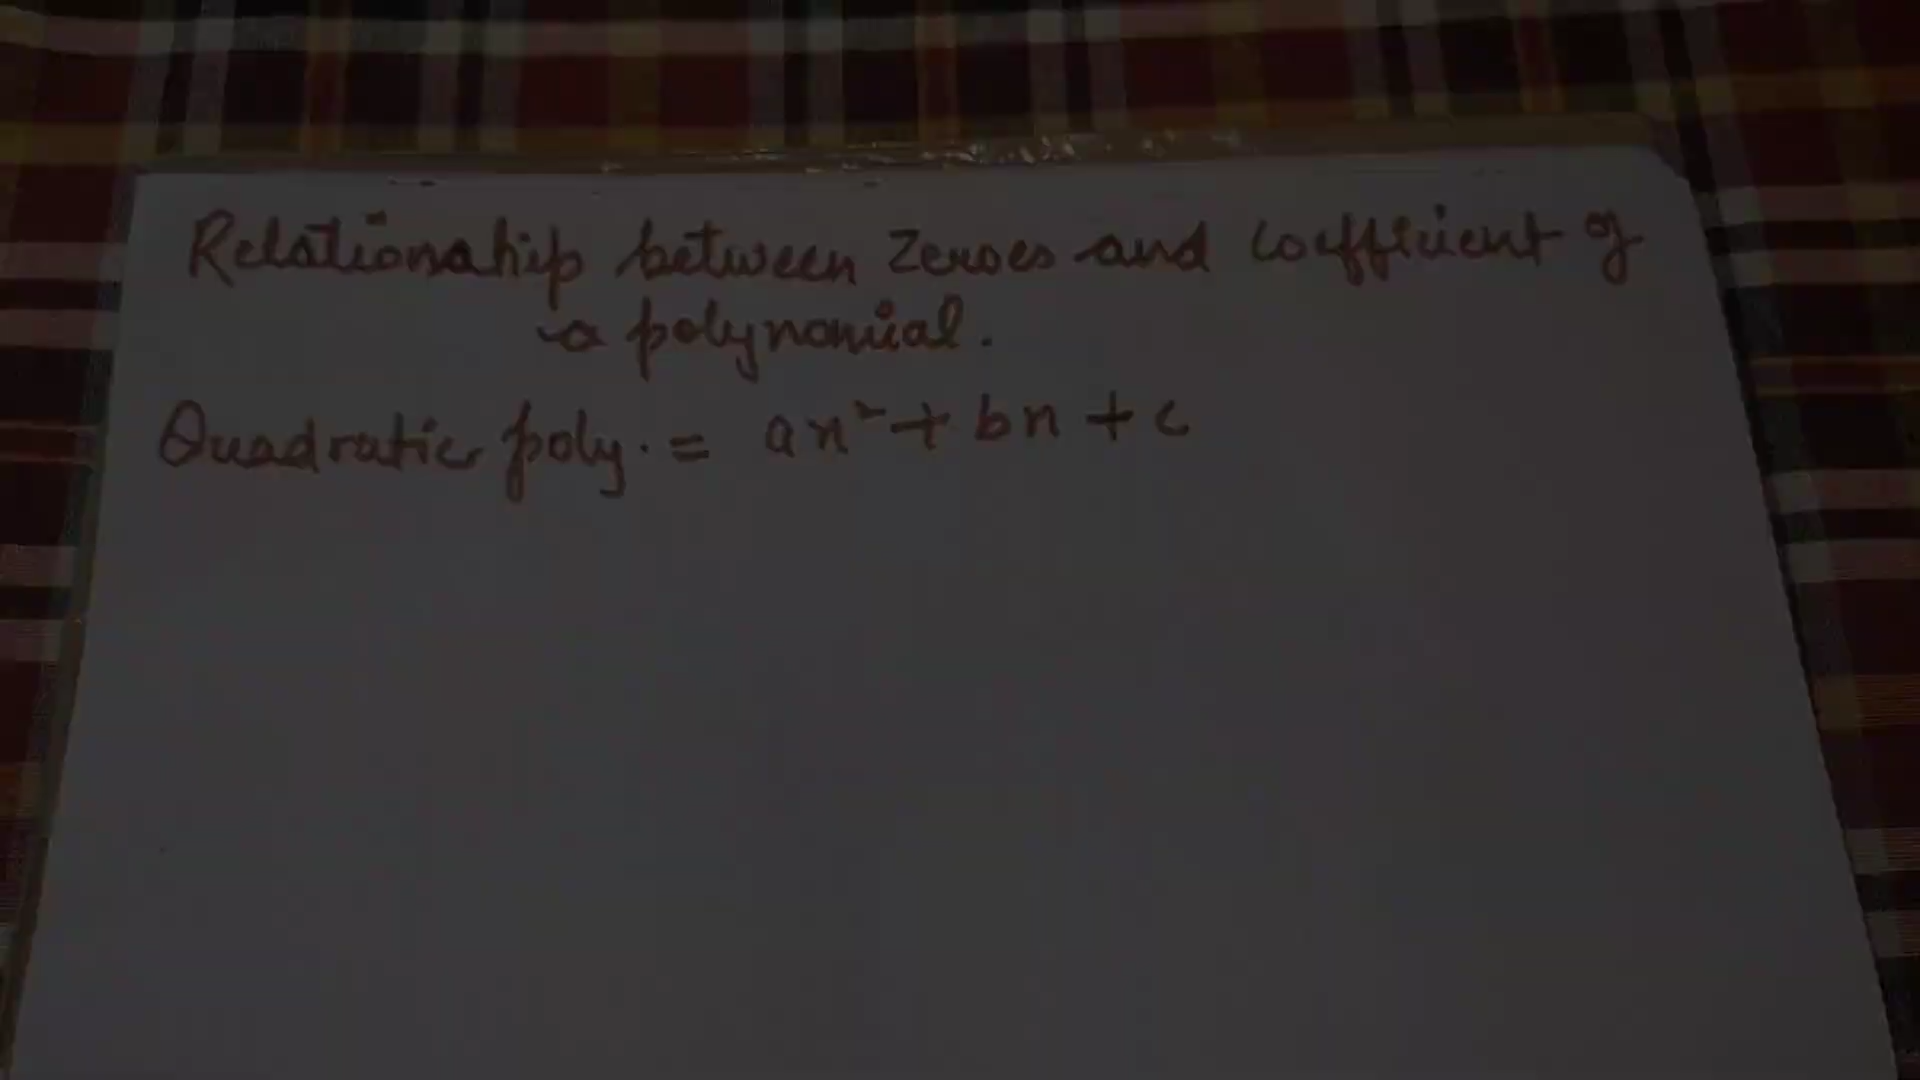 Relationship between zeroes and coefficient of
a polynomial.
Quadratic poly. = ax² + bx + c